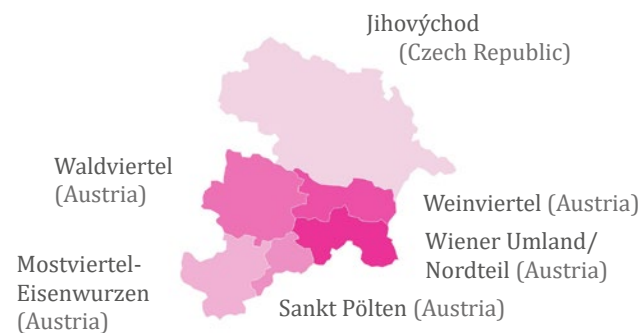 Jihovýchod
(Czech Republic)
Waldviertel
(Austria)
Weinviertel (Austria)
Wiener Umland/
Nordteil (Austria)
Mostviertel-
Eisenwurzen
(Austria)
Sankt Pölten (Austria)